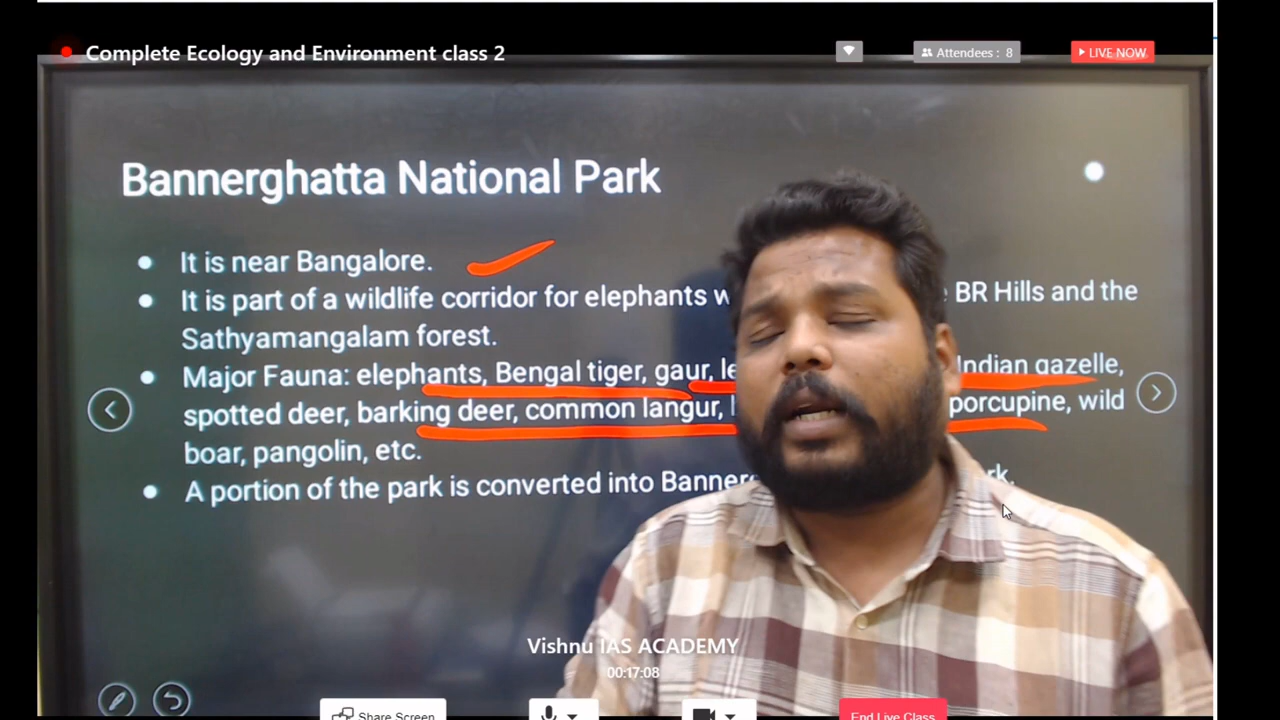 Complete Ecology and Environment class 2
Attendees : 8
LIVE NOW
Bannerghatta National Park
It is near Bangalore.
It is part of a wildlife corridor for elephants BR Hills and the
Sathyamangalam forest.
Major Fauna: elephants, Bengal tiger, gaur, Indian gazelle,
spotted deer, barking deer, common langur, porcupine, wild
boar, pangolin, etc.
A portion of the park is converted into
Vishnu IAS ACADEMY
00:17:08
Share Screen
End Live Class